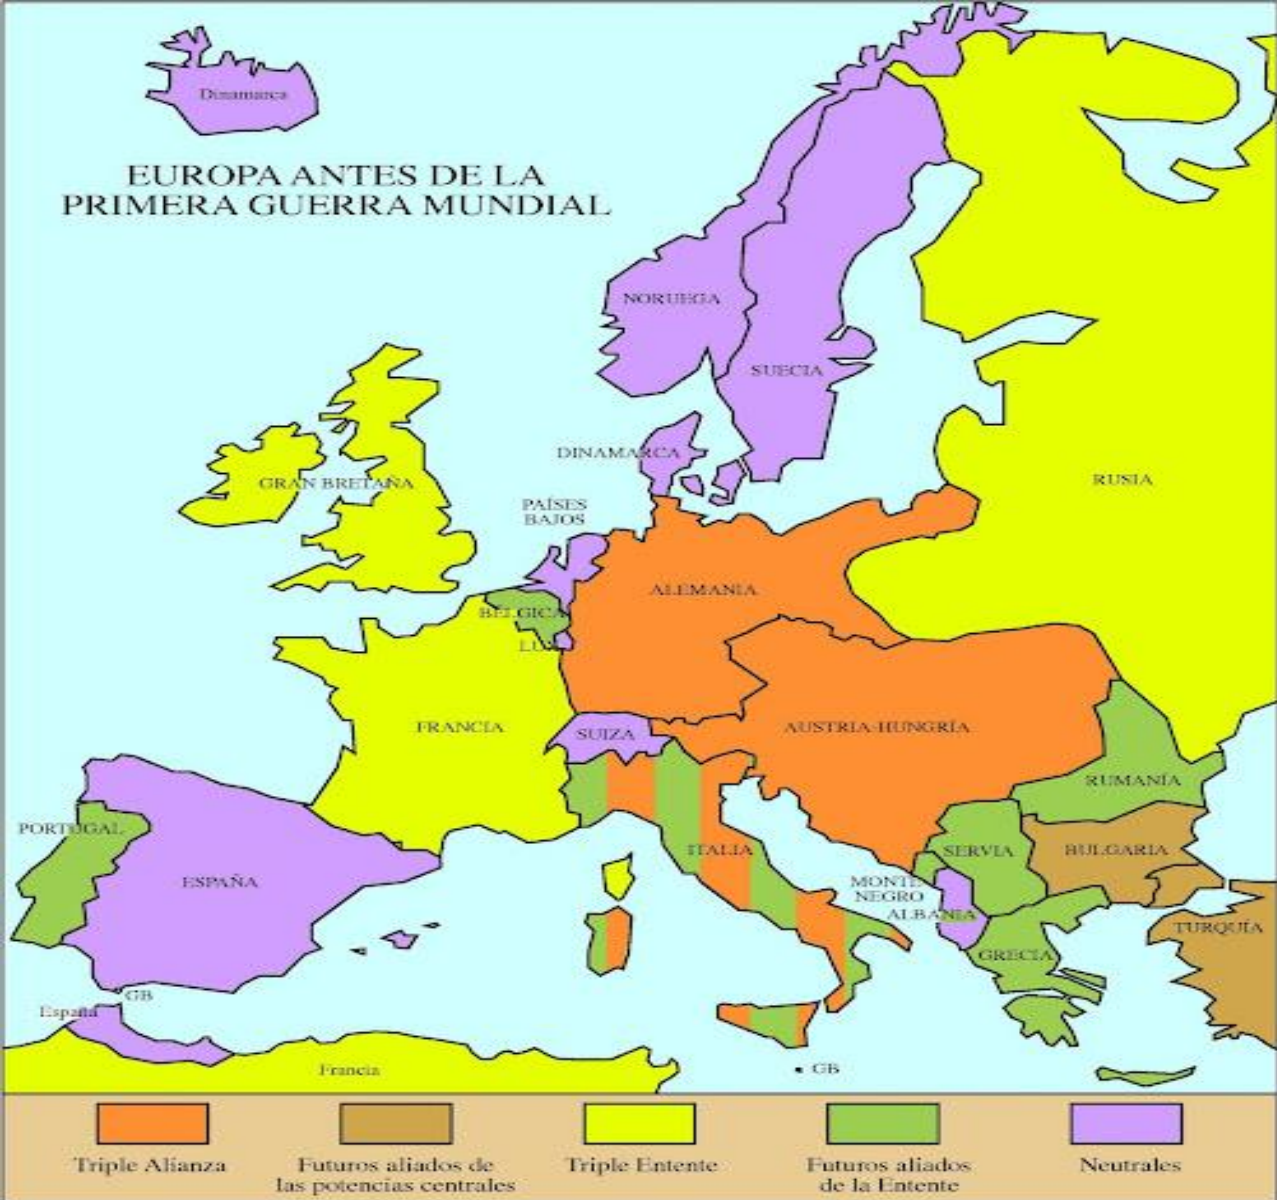 Dinamarca
EUROPA ANTES DE LA
PRIMERA GUERRA MUNDIAL
NORUEGA
SUECIA
DINAMARCA
GRAN BRETAÑA
RUSIA
PAÍSES
BAJOS
ALEMANIA
BÉLGICA
LUX
FRANCIA
SUIZA
AUSTRIA-HUNGRÍA
RUMANÍA
PORTUGAL
ITALIA
SERVIA
BULGARIA
ESPAÑA
MONTE
NEGRO
ALBANIA
TURQUÍA
GRECIA
GB
España
Francia
GB
Triple Alianza
Futuros aliados de
las potencias centrales
Triple Entente
Futuros aliados
de la Entente
Neutrales